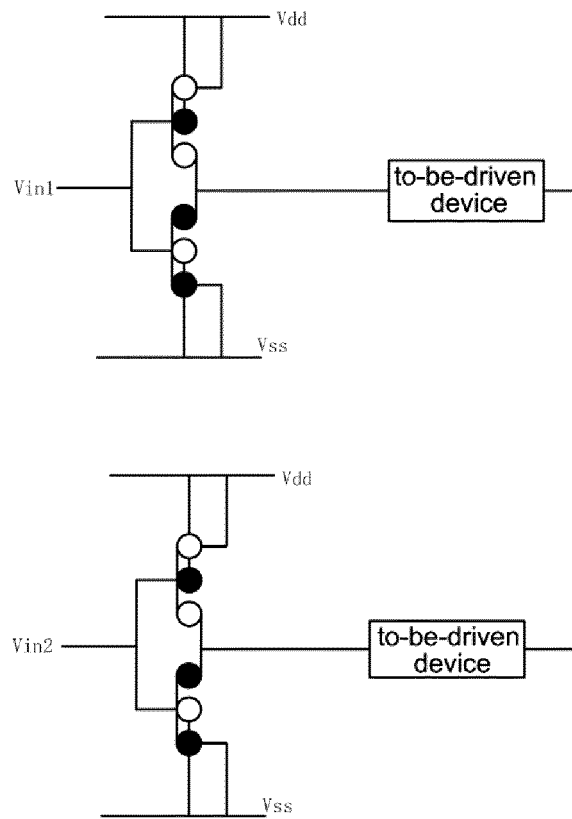 Vdd
Vin1
to-be-driven
device
Vss
Vdd
Vin2
to-be-driven
device
Vss